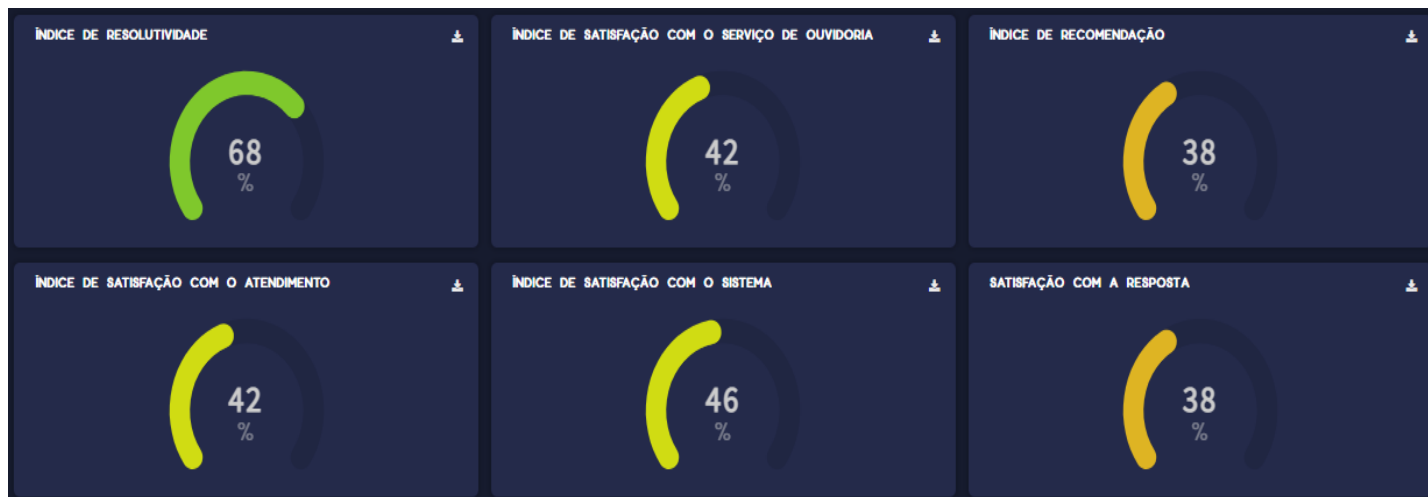 ÍNDICE DE RESOLUTIVIDADE
68
%
ÍNDICE DE SATISFAÇÃO COM O SERVIÇO DE OUVIDORIA
42
%
ÍNDICE DE RECOMENDAÇÃO
38
%
ÍNDICE DE SATISFAÇÃO COM O ATENDIMENTO
42
%
ÍNDICE DE SATISFAÇÃO COM O SISTEMA
46
%
SATISFAÇÃO COM A RESPOSTA
38
%